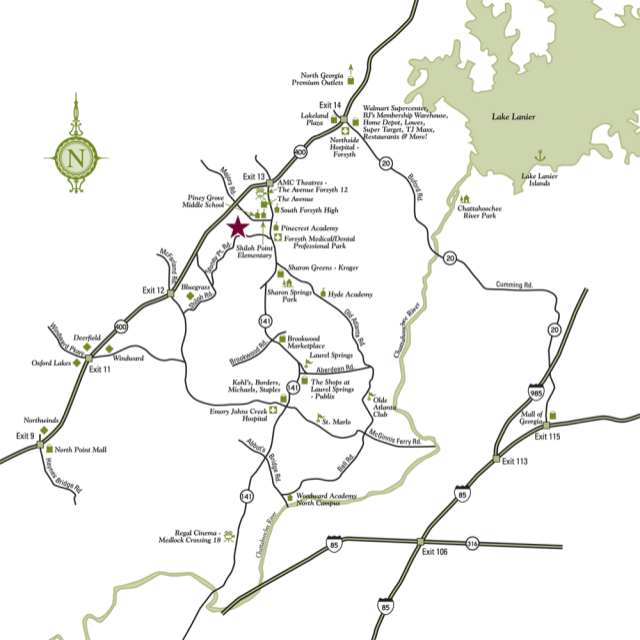 North Georgia
Premium Outlets
Exit 14
Lakeland
Plaza
Walmart Supercenter,
BJ's Membership Warehouse,
Home Depot, Lowes,
Super Target, TJ Maxx,
Restaurants & More!
Northside
Hospital -
Forsyth
Lake Lanier
Lake Lanier
Islands
N
400
20
Buford Rd.
Exit 13
AMC Theatres -
The Avenue Forsyth 12
The Avenue
Piney Grove
Middle School
South Forsyth High
Chattahoochee
River Park
Pinecrest Academy
Forsyth Medical/Dental
Professional Park
Shiloh Point
Elementary
McFarland Rd.
20
Sharon Greens - Kroger
Cumming Rd.
Bluegrass
Exit 12
Shiloh Rd.
Sharon Springs
Park
Hyde Academy
Old Atlanta Rd.
141
400
20
Windward Pkwy.
Deerfield
Oxford Lakes
Windward
Exit 11
Brookwood
Marketplace
Brookwood Rd.
Laurel Springs
Aberdeen Rd.
Kohl's, Borders,
Michaels, Staples
141
The Shops at
Laurel Springs
- Publix
Olde
Atlanta
Club
985
Emory Johns Creek
Hospital
St. Marlo
Mall of
Georgia
Northwinds
Exit 9
North Point Mall
McGinnis Ferry Rd.
Exit 115
Haynes Bridge Rd.
Abbot's
Bridge Rd.
Bell Rd.
Exit 113
141
Woodward Academy
North Campus
85
Regal Cinema -
Medlock Crossing 18
85
316
Exit 106
85